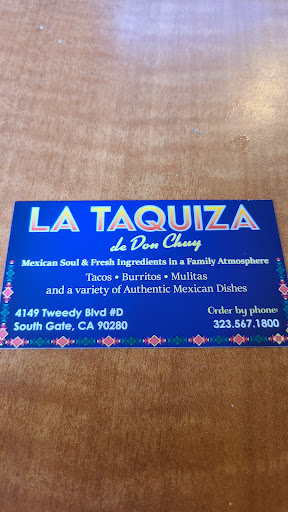 LA TAQUIZA
de Don Chuy
Mexican Soul & Fresh Ingredients in a Family Atmosphere
Tacos • Burritos • Mulitas
and a variety of Authentic Mexican Dishes
4149 Tweedy Blvd #D
South Gate, CA 90280
Order by phone:
323.567.1800